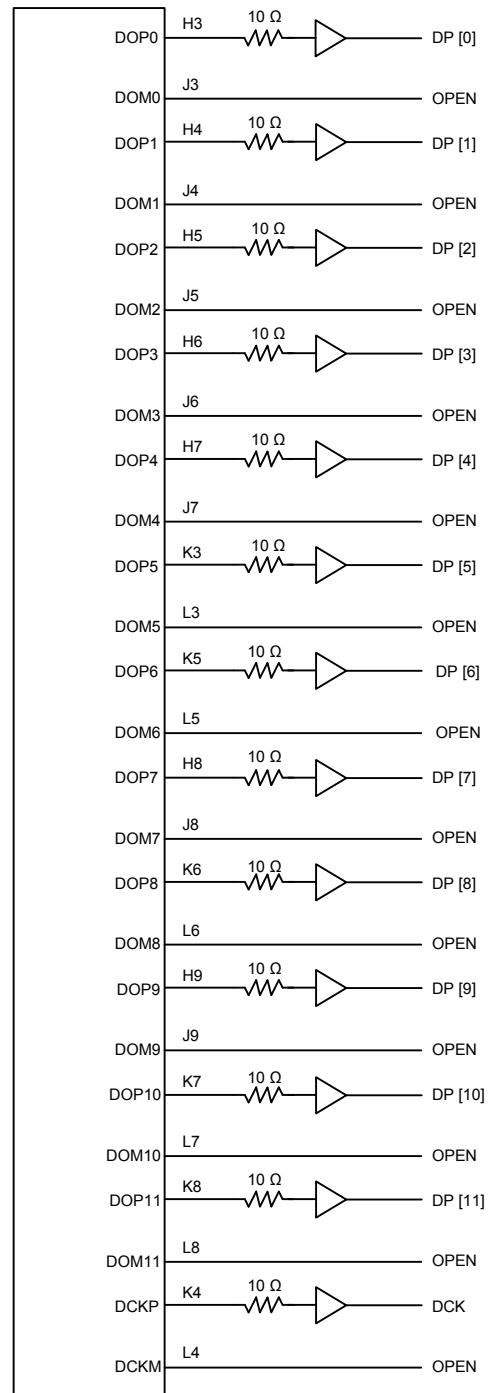 DOP0 H3 10 Ω DP [0]
DOM0 J3 OPEN
DOP1 H4 10 Ω DP [1]
DOM1 J4 OPEN
DOP2 H5 10 Ω DP [2]
DOM2 J5 OPEN
DOP3 H6 10 Ω DP [3]
DOM3 J6 OPEN
DOP4 H7 10 Ω DP [4]
DOM4 J7 OPEN
DOP5 K3 10 Ω DP [5]
DOM5 L3 OPEN
DOP6 K5 10 Ω DP [6]
DOM6 L5 OPEN
DOP7 H8 10 Ω DP [7]
DOM7 J8 OPEN
DOP8 K6 10 Ω DP [8]
DOM8 L6 OPEN
DOP9 H9 10 Ω DP [9]
DOM9 J9 OPEN
DOP10 K7 10 Ω DP [10]
DOM10 L7 OPEN
DOP11 K8 10 Ω DP [11]
DOM11 L8 OPEN
DCKP K4 10 Ω DCK
DCKM L4 OPEN